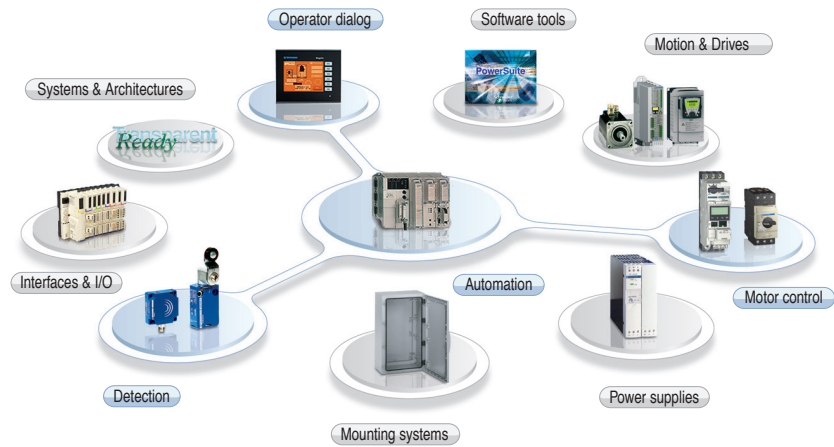 Operator dialog
Software tools
Motion & Drives
PowerSuite
Systems & Architectures
Transparent
Ready
Interfaces & I/O
Automation
Motor control
Detection
Power supplies
Mounting systems